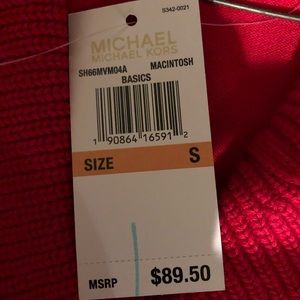 S342-0021
MICHAEL
MICHAEL KORS
SH66MVM04A MACINTOSH
BASICS
1 90864 16591 2
SIZE S
MSRP $89.50